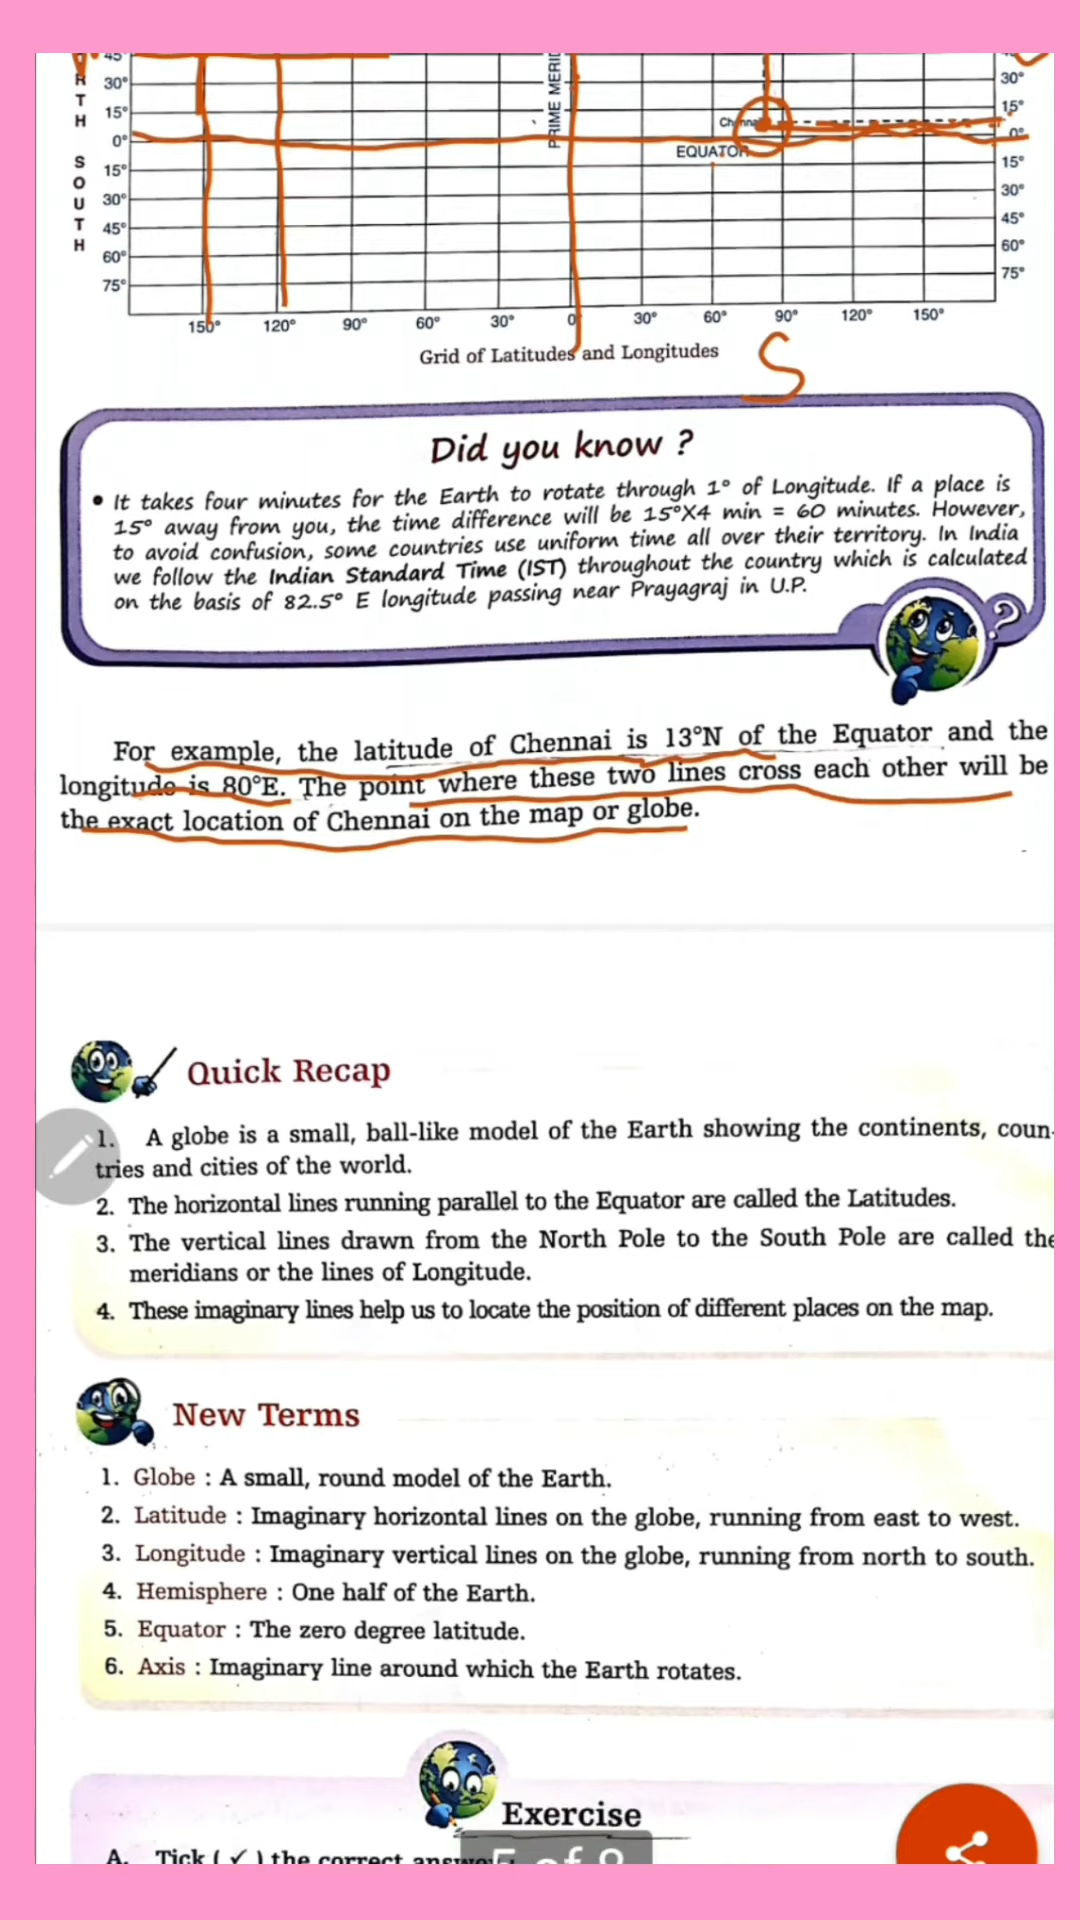 45°
30°
15°
0°
15°
30°
45°
60°
75°
RTH SOUTH
PRIME MERID
Chennai
EQUATOR
30°
15°
0°
15°
30°
45°
60°
75°
150° 120° 90° 60° 30° 0° 30° 60° 90° 120° 150°
Grid of Latitudes and Longitudes
S
Did you know ?
• It takes four minutes for the Earth to rotate through 1° of Longitude. If a place is
15° away from you, the time difference will be 15°X4 min = 60 minutes. However,
to avoid confusion, some countries use uniform time all over their territory. In India
we follow the Indian Standard Time (IST) throughout the country which is calculated
on the basis of 82.5° E longitude passing near Prayagraj in U.P.
?
For example, the latitude of Chennai is 13°N of the Equator and the
longitude is 80°E. The point where these two lines cross each other will be
the exact location of Chennai on the map or globe.
Quick Recap
1. A globe is a small, ball-like model of the Earth showing the continents, coun-
tries and cities of the world.
2. The horizontal lines running parallel to the Equator are called the Latitudes.
3. The vertical lines drawn from the North Pole to the South Pole are called the
meridians or the lines of Longitude.
4. These imaginary lines help us to locate the position of different places on the map.
New Terms
1. Globe : A small, round model of the Earth.
2. Latitude : Imaginary horizontal lines on the globe, running from east to west.
3. Longitude : Imaginary vertical lines on the globe, running from north to south.
4. Hemisphere : One half of the Earth.
5. Equator : The zero degree latitude.
6. Axis : Imaginary line around which the Earth rotates.
Exercise
A. Tick ( ✓ ) the correct answer
5 of 8